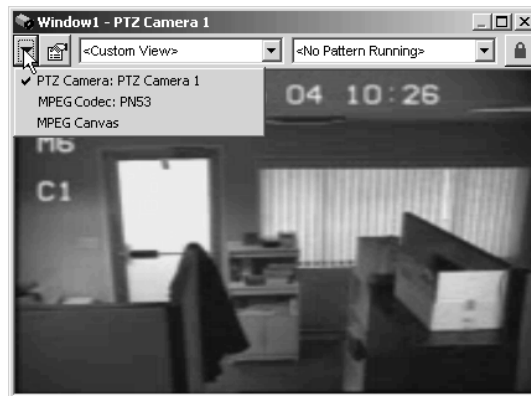 Window1 - PTZ Camera 1
<Custom View> <No Pattern Running>
PTZ Camera: PTZ Camera 1
MPEG Codec: PN53
MPEG Canvas
04 10:26
M6
C1